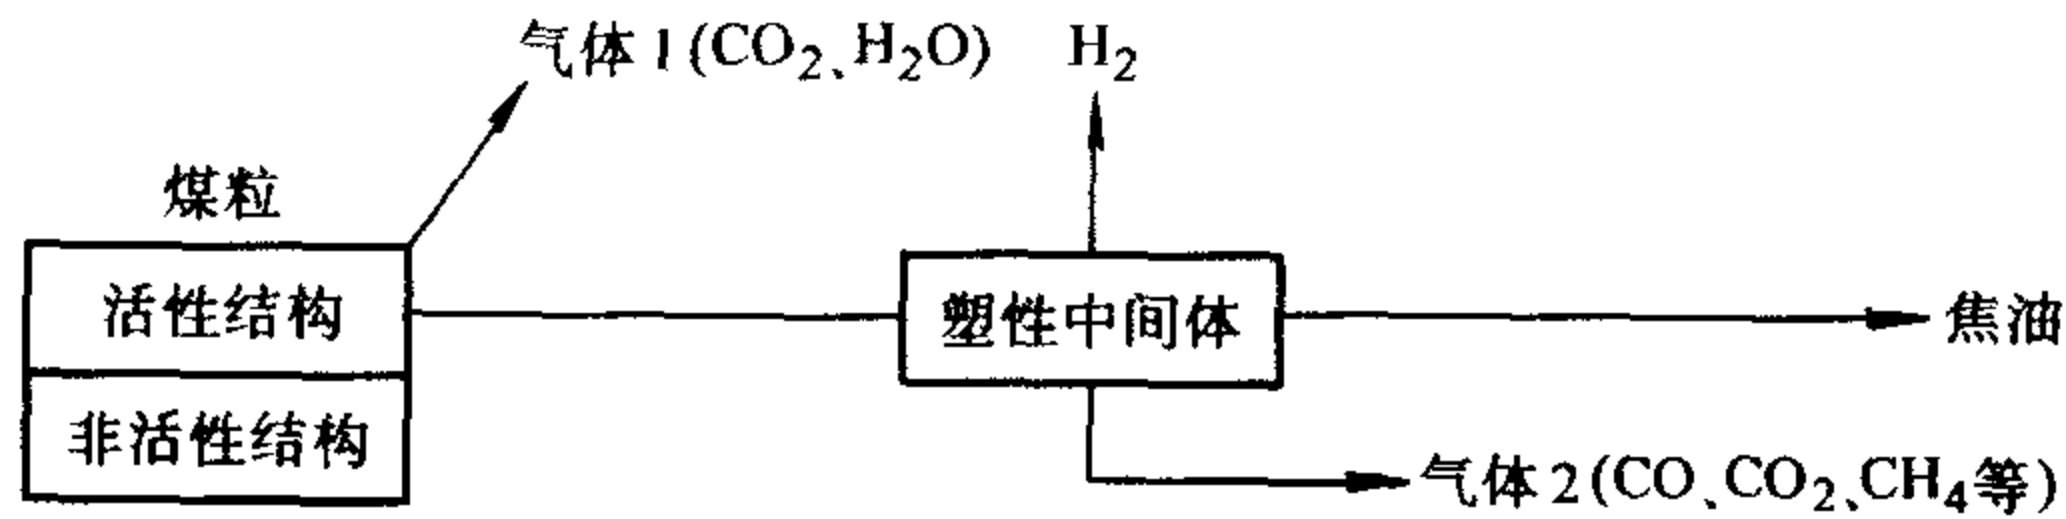 气体1(CO₂、H₂O) H₂
煤粒
活性结构
塑性中间体
焦油
非活性结构
气体2(CO、CO₂、CH₄等)